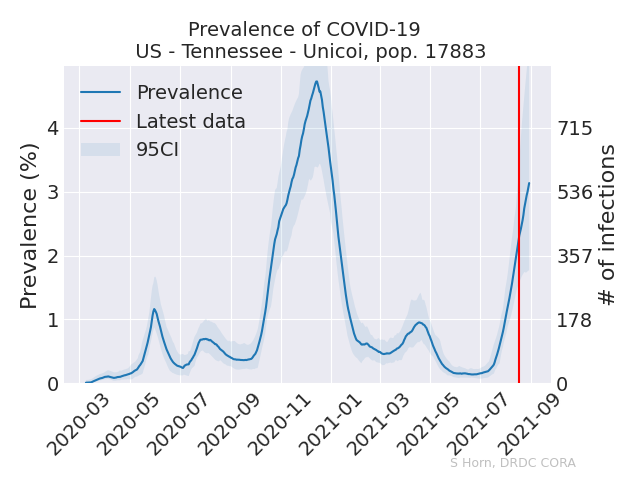 Prevalence of COVID-19
US - Tennessee - Unicoi, pop. 17883
Prevalence
Latest data
95CI
Prevalence (%)
4
3
2
1
0
715
536
357
178
0
# of infections
2020-03
2020-05
2020-07
2020-09
2020-11
2021-01
2021-03
2021-05
2021-07
2021-09
S Horn, DRDC CORA